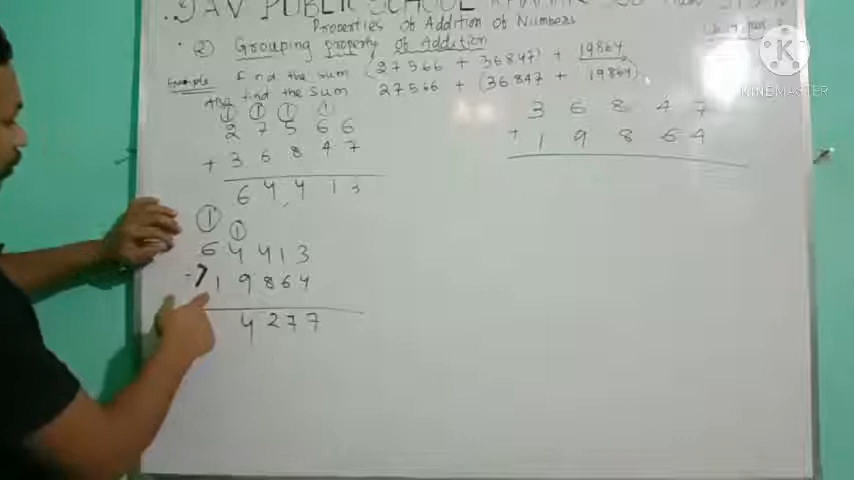 DAV PUBLIC SCHOOL
Properties of Addition of Numbers
② Grouping property of Addition
Example Find the sum (27566 + 36847) + 19864
Also find the sum 27566 + (36847 + 19864)
① ① ① ①
2 7 5 6 6
+ 3 6 8 4 7
6 4, 4 1 3
① ①
6 4 4 1 3
1 9 8 6 4
4 2 7 7
3 6 8 4 7
+ 1 9 8 6 4
K
KINEMASTER